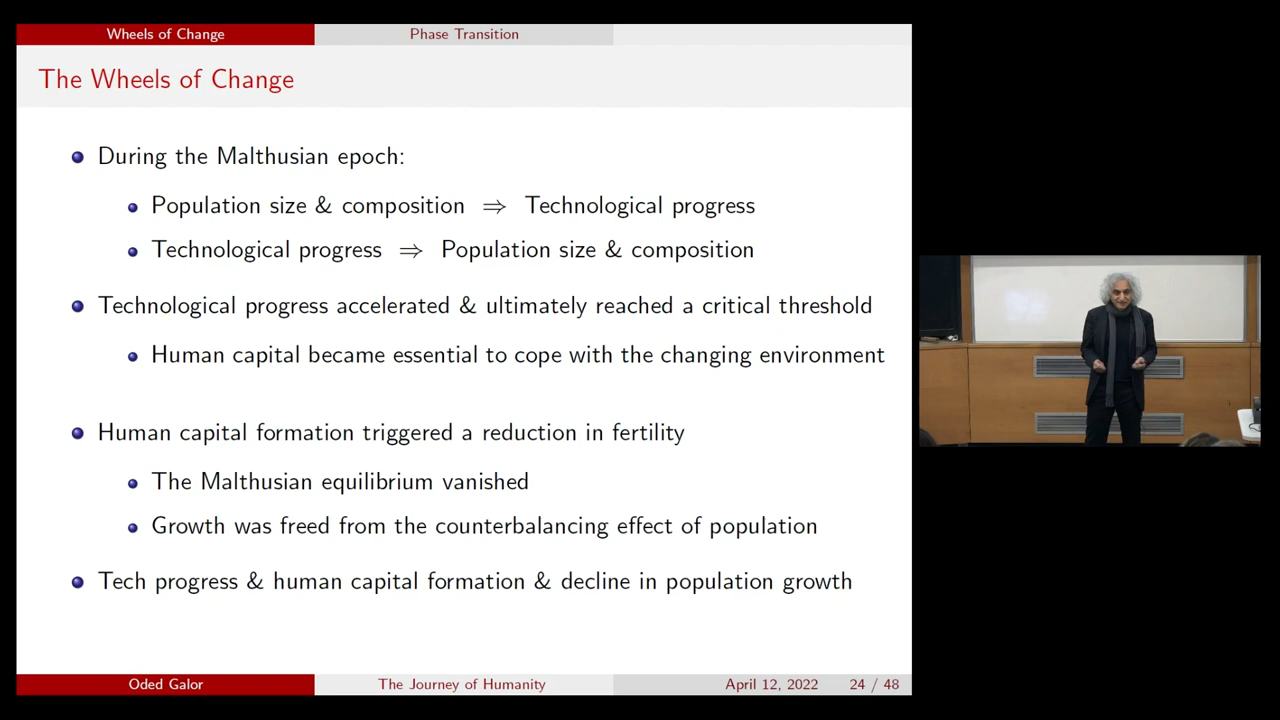 Wheels of Change
Phase Transition
The Wheels of Change
During the Malthusian epoch:
Population size & composition ⇒ Technological progress
Technological progress ⇒ Population size & composition
Technological progress accelerated & ultimately reached a critical threshold
Human capital became essential to cope with the changing environment
Human capital formation triggered a reduction in fertility
The Malthusian equilibrium vanished
Growth was freed from the counterbalancing effect of population
Tech progress & human capital formation & decline in population growth
Oded Galor
The Journey of Humanity
April 12, 2022 24 / 48